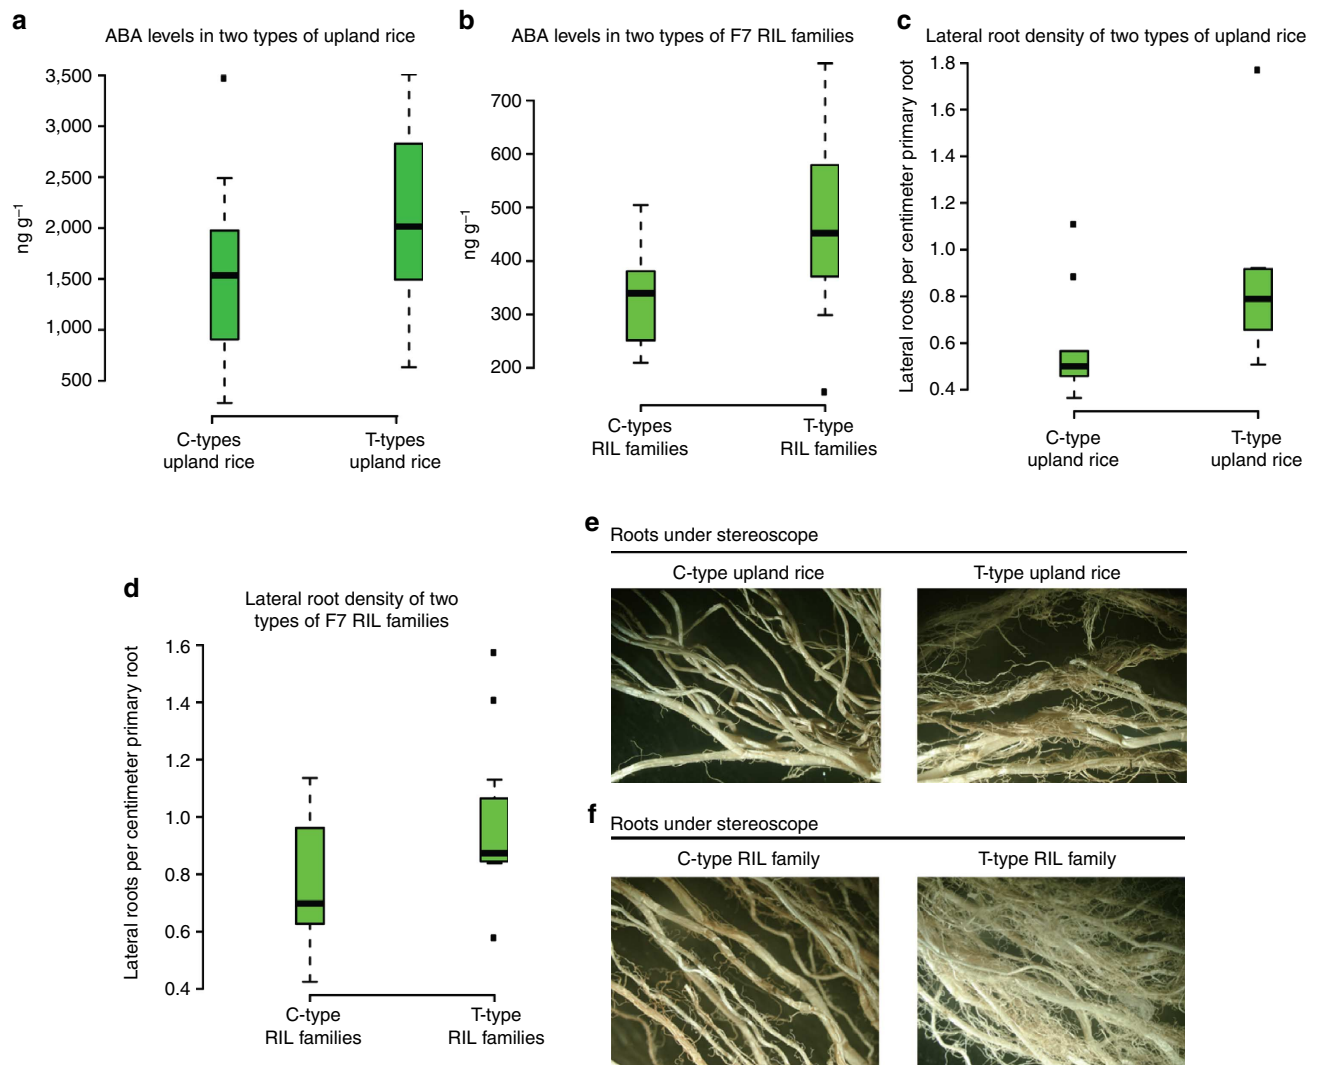 a
ABA levels in two types of upland rice
ng g⁻¹
3,500
3,000
2,500
2,000
1,500
1,000
500
C-types
upland rice
T-types
upland rice
b
ABA levels in two types of F7 RIL families
ng g⁻¹
700
600
500
400
300
200
C-types
RIL families
T-type
RIL families
c
Lateral root density of two types of upland rice
Lateral roots per centimeter primary root
1.8
1.6
1.4
1.2
1.0
0.8
0.6
0.4
C-type
upland rice
T-type
upland rice
d
Lateral root density of two
types of F7 RIL families
Lateral roots per centimeter primary root
1.6
1.4
1.2
1.0
0.8
0.6
0.4
C-type
RIL families
T-type
RIL families
e
Roots under stereoscope
C-type upland rice
T-type upland rice
f
Roots under stereoscope
C-type RIL family
T-type RIL family